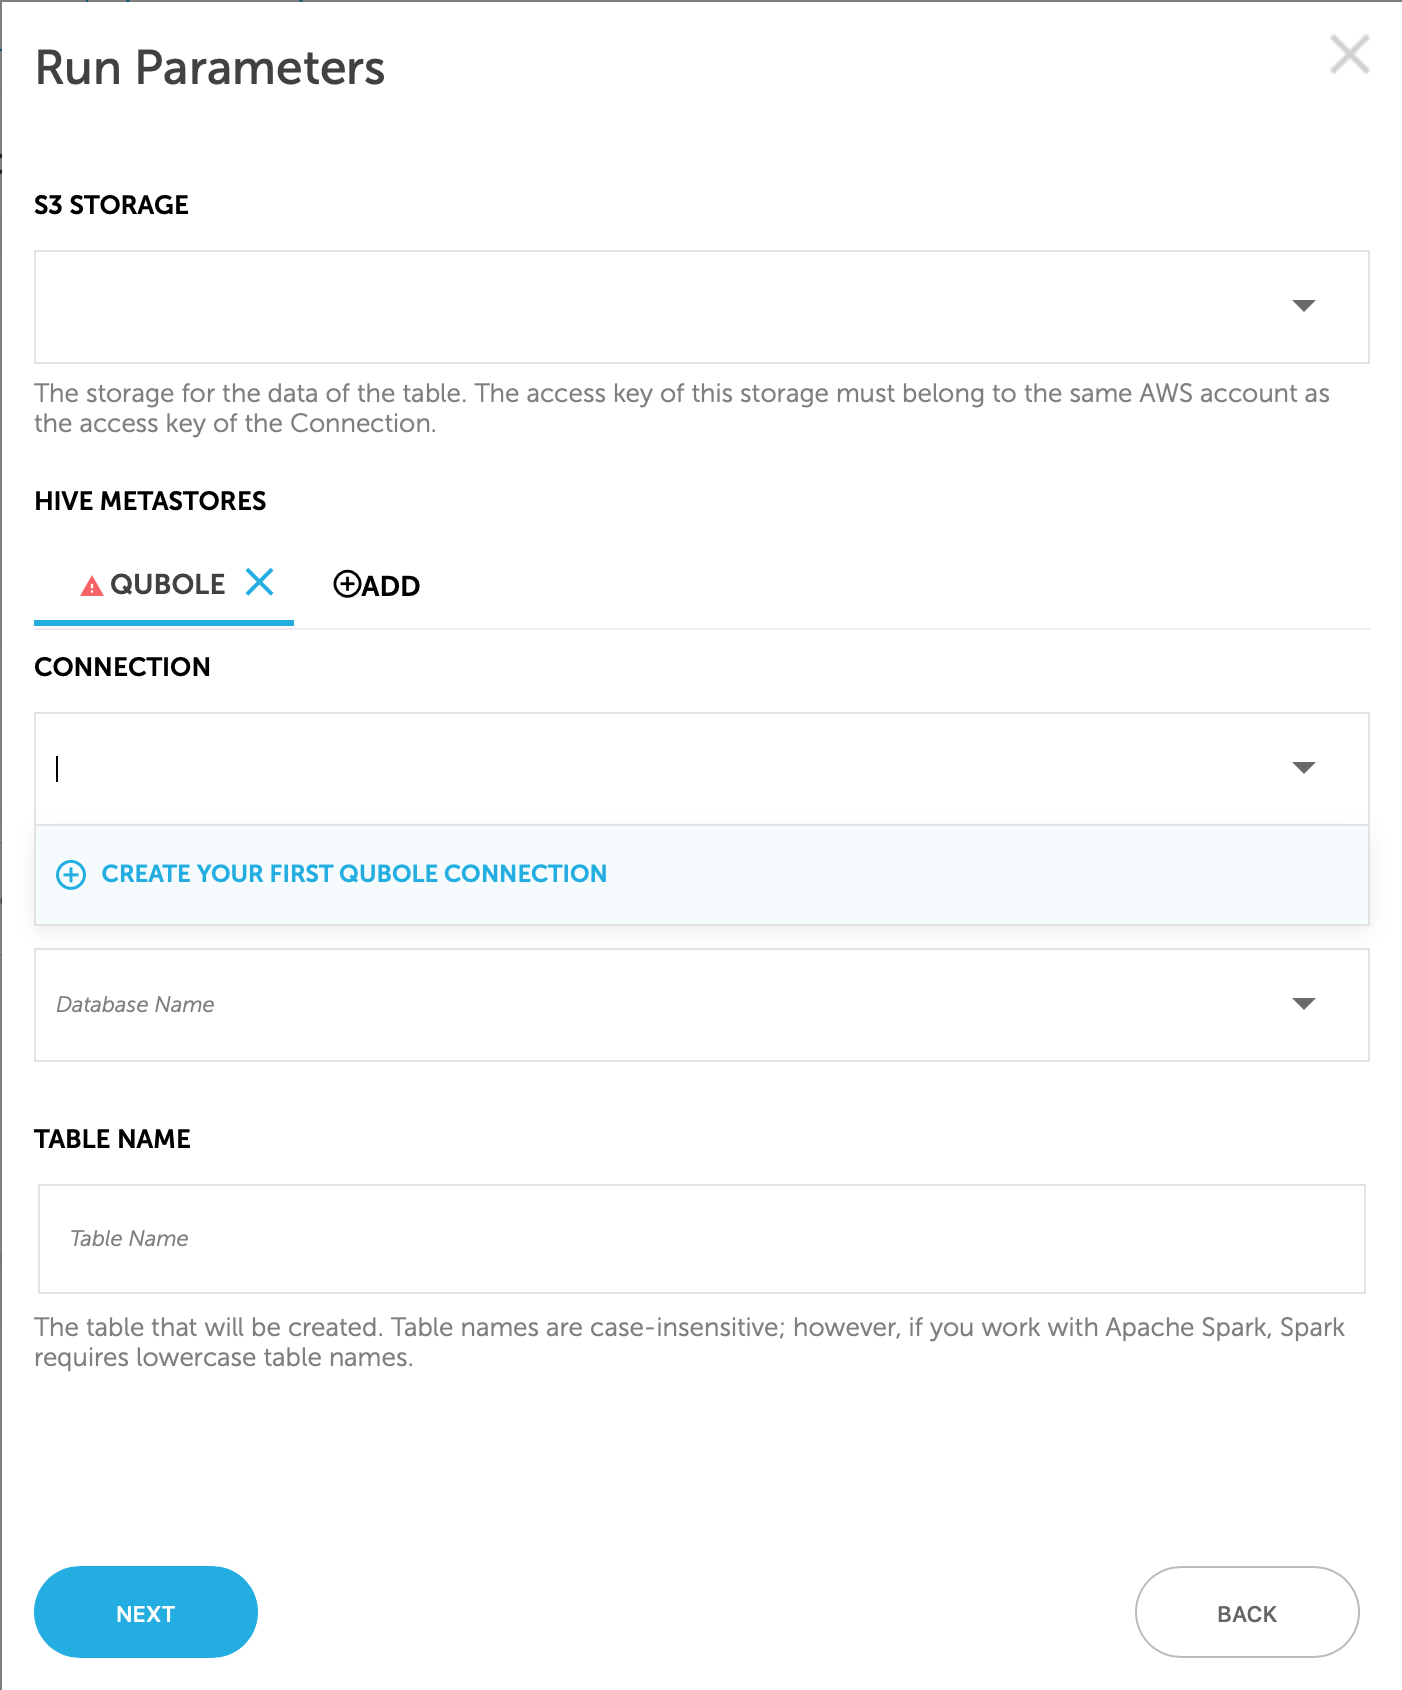 Run Parameters
S3 STORAGE
The storage for the data of the table. The access key of this storage must belong to the same AWS account as
the access key of the Connection.
HIVE METASTORES
QUBOLE
ADD
CONNECTION
CREATE YOUR FIRST QUBOLE CONNECTION
Database Name
TABLE NAME
Table Name
The table that will be created. Table names are case-insensitive; however, if you work with Apache Spark, Spark
requires lowercase table names.
NEXT
BACK